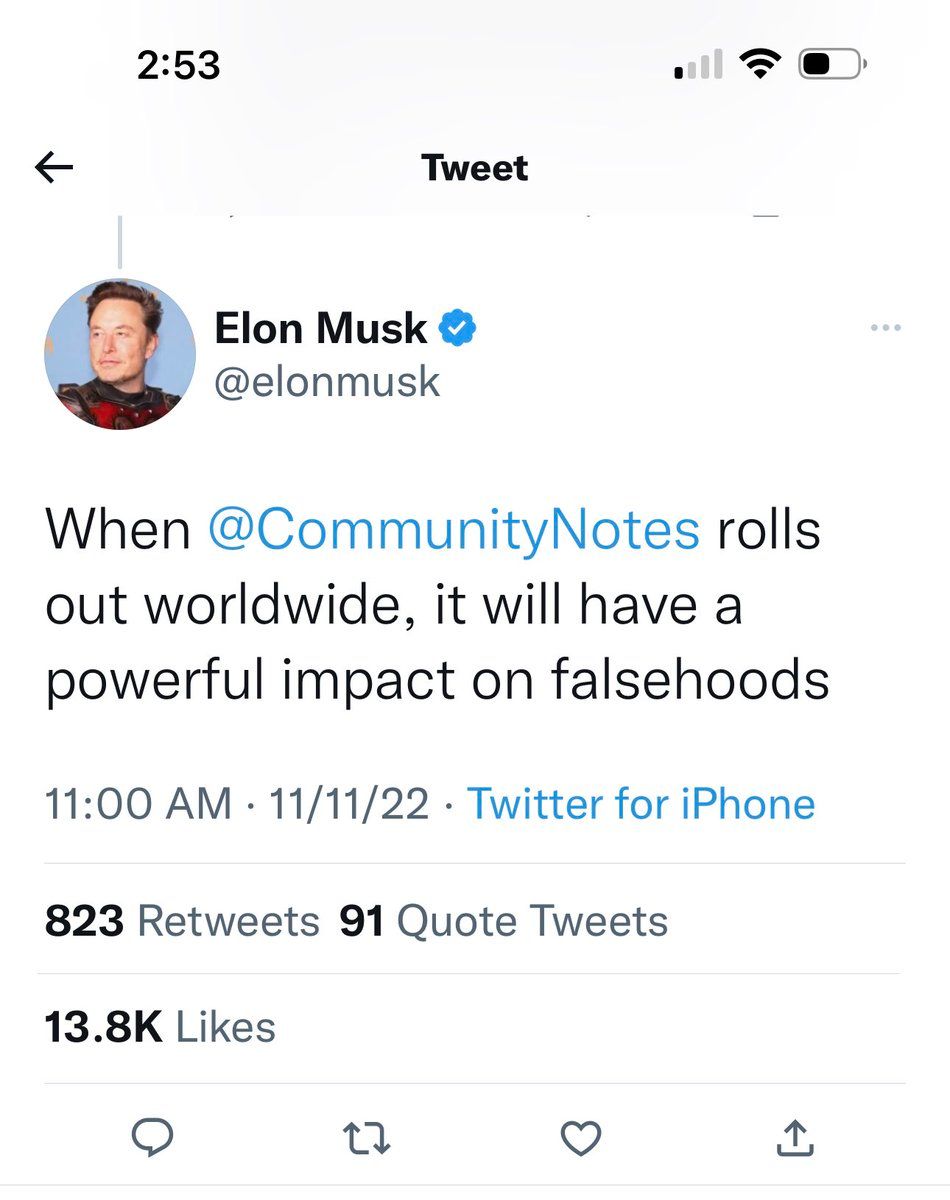 2:53
Tweet
Elon Musk
@elonmusk
When @CommunityNotes rolls
out worldwide, it will have a
powerful impact on falsehoods
11:00 AM · 11/11/22 · Twitter for iPhone
823 Retweets 91 Quote Tweets
13.8K Likes